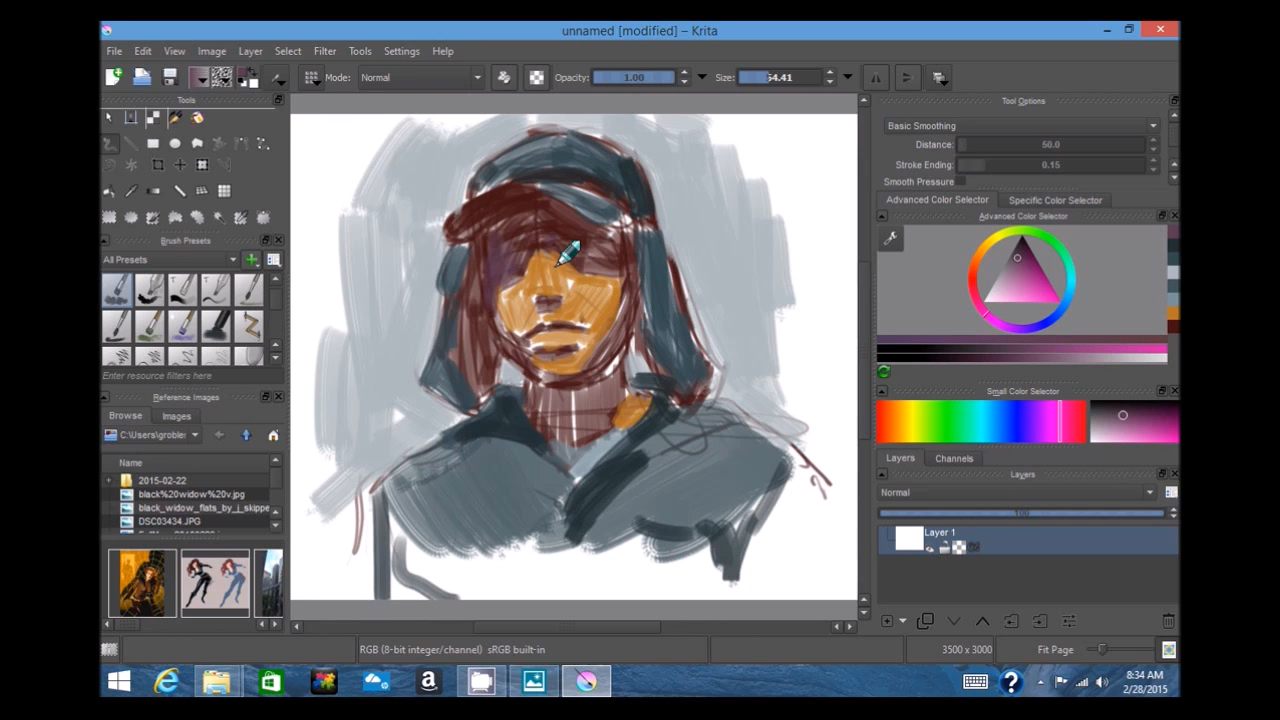 unnamed [modified] – Krita
File Edit View Image Layer Select Filter Tools Settings Help
Mode: Normal Opacity: 1.00 Size: 54.41
Tools
Tool Options
Basic Smoothing
Distance: 50.0
Stroke Ending: 0.15
Smooth Pressure
Advanced Color Selector Specific Color Selector
Advanced Color Selector
Brush Presets
All Presets
Enter resource filters here
Reference Images
Browse Images
C:\Users\groble
Name
2015-02-22
black%20widow%20v.jpg
black_widow_flats_by_j_skippe
DSC03434.JPG
Small Color Selector
Layers Channels
Layers
Normal
100
Layer 1
RGB (8-bit integer/channel) sRGB built-in
3500 x 3000 Fit Page
8:34 AM
2/28/2015